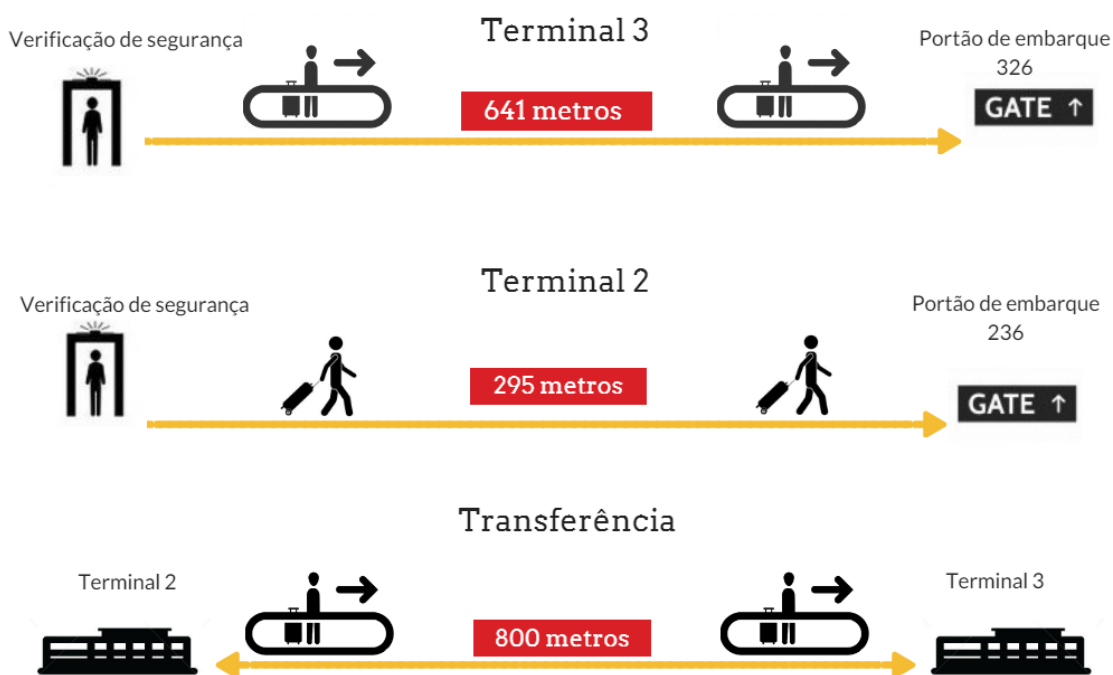 Terminal 3
Verificação de segurança
Portão de embarque
326
641 metros
GATE ↑
Terminal 2
Verificação de segurança
Portão de embarque
236
295 metros
GATE ↑
Transferência
Terminal 2
Terminal 3
800 metros